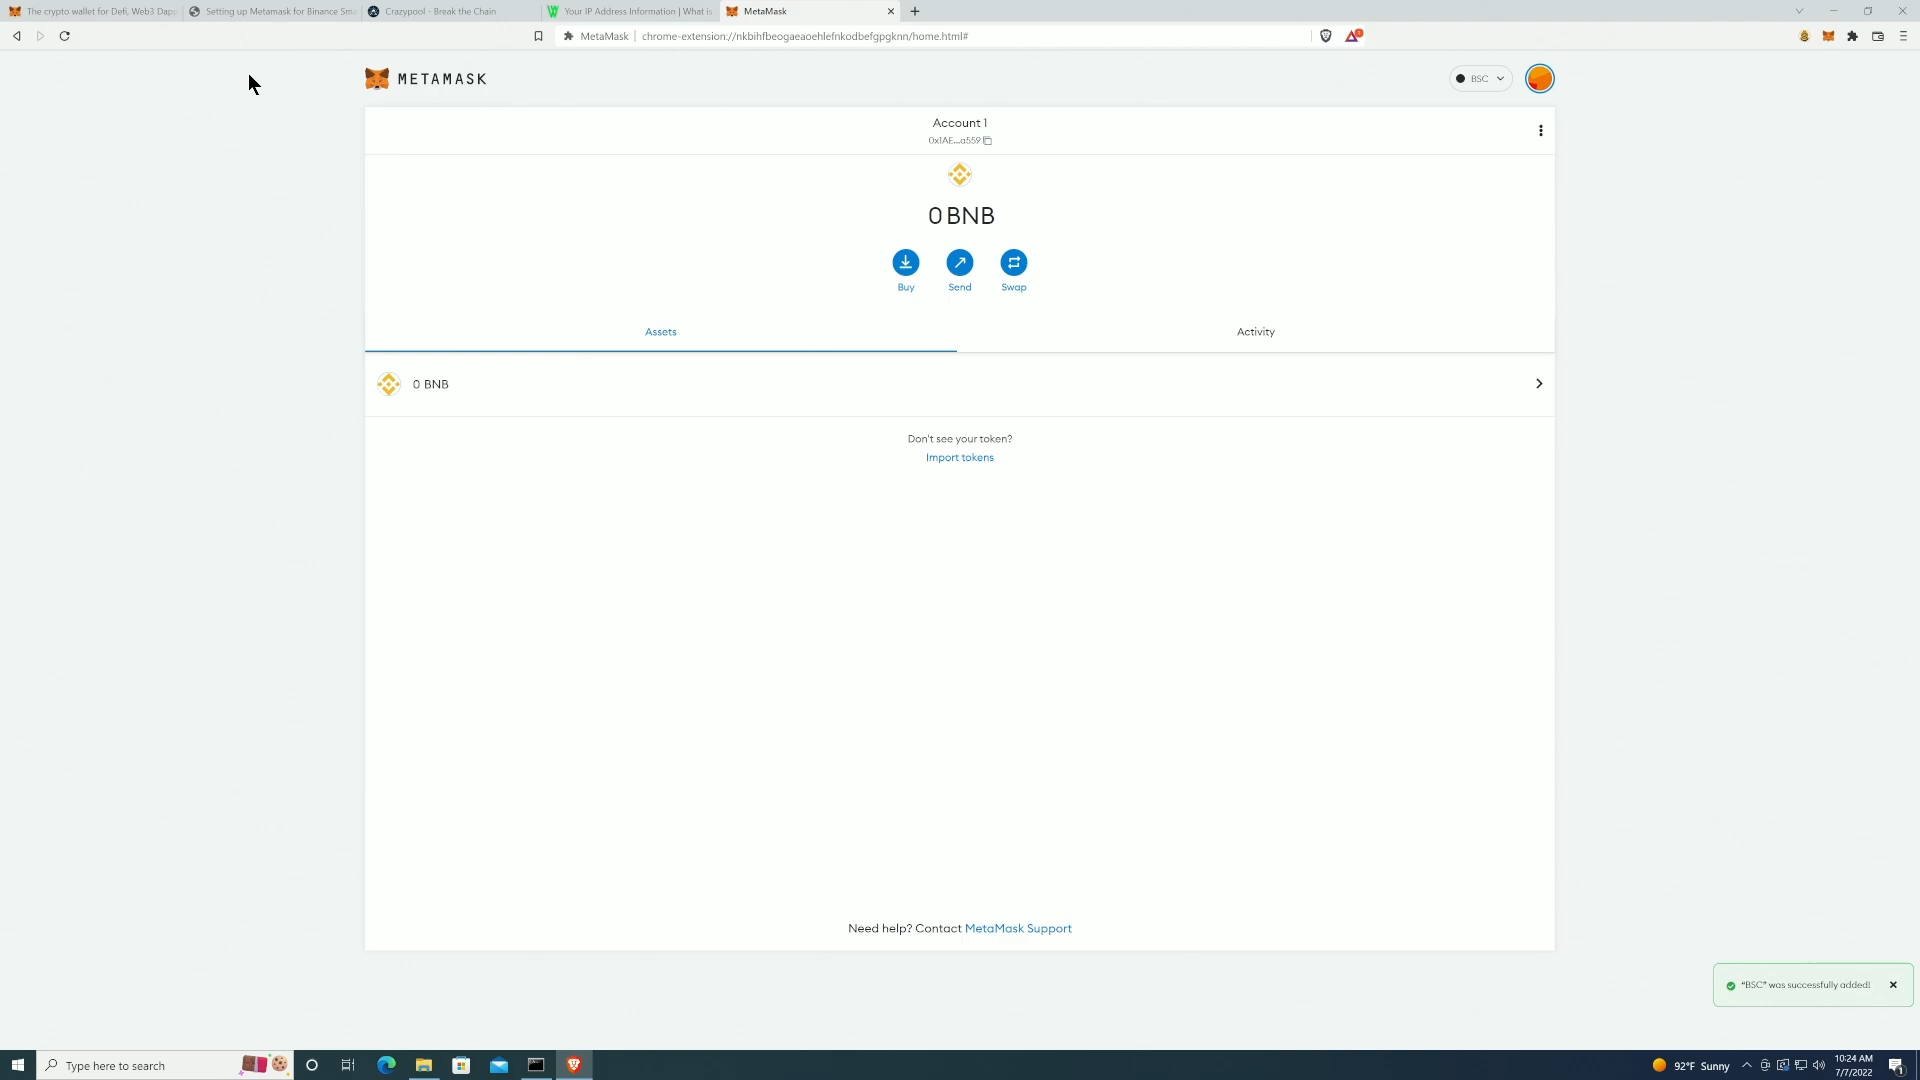 The crypto wallet for Defi, Web3 Dapp
Setting up Metamask for Binance Sma
Crazypool - Break the Chain
Your IP Address Information | What is
MetaMask
MetaMask
chrome-extension://nkbihfbeogaeaoehlefnkodbefgpgknn/home.html#
METAMASK
BSC
Account 1
0x1AE...a559
0 BNB
Buy
Send
Swap
Assets
Activity
0 BNB
Don't see your token?
Import tokens
Need help? Contact MetaMask Support
"BSC" was successfully added!
Type here to search
92°F Sunny
10:24 AM
7/7/2022
1